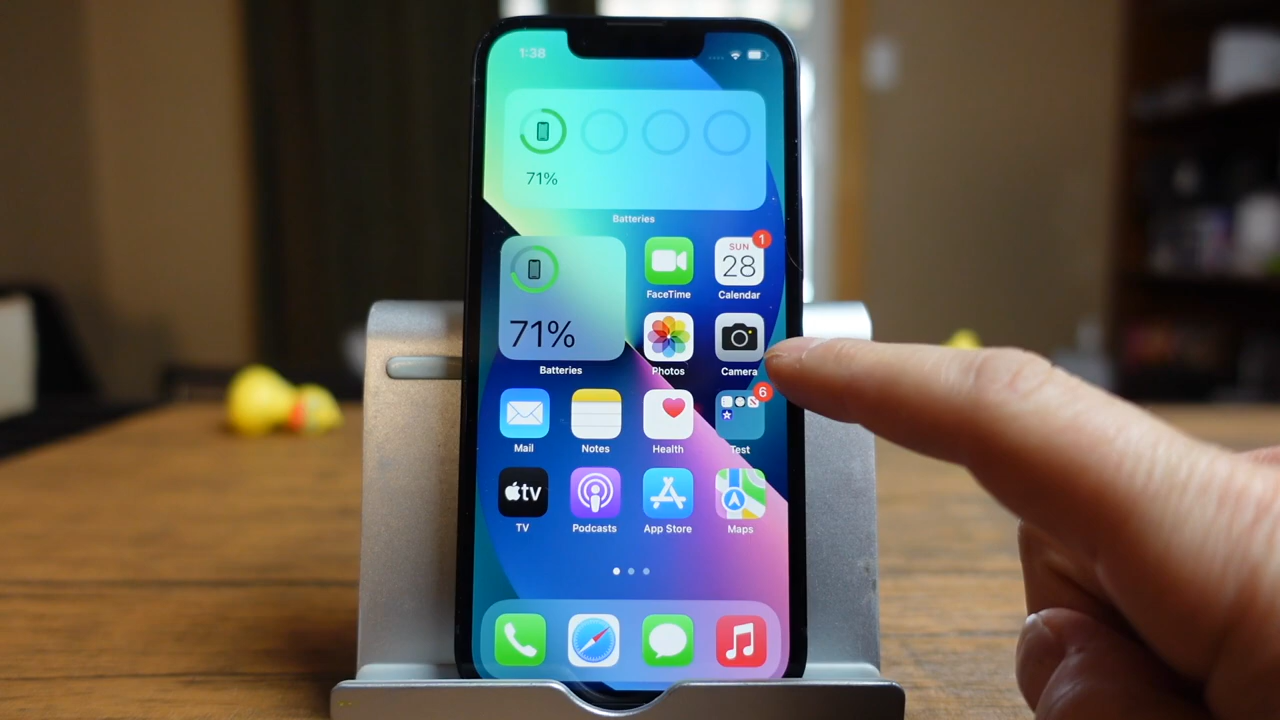 1:38
71%
Batteries
71%
Batteries
FaceTime
SUN
28
1
Calendar
Photos
Camera
Mail
Notes
Health
6
Test
tv
TV
Podcasts
App Store
Maps